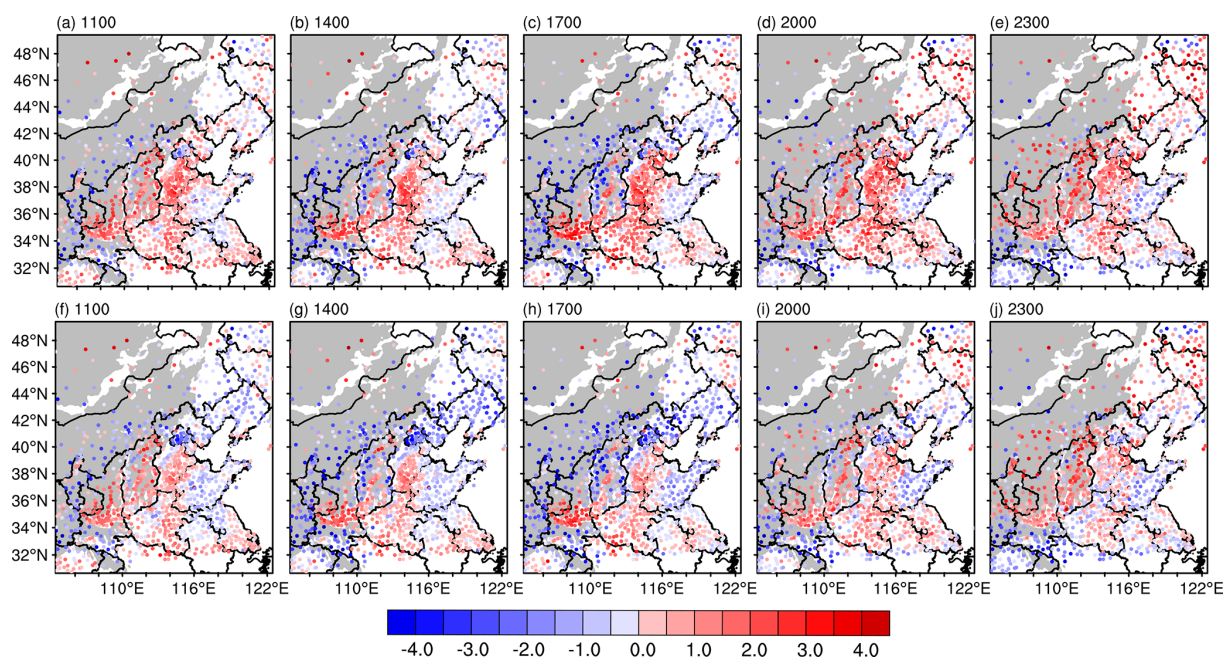 (a) 1100 (b) 1400 (c) 1700 (d) 2000 (e) 2300
48°N
46°N
44°N
42°N
40°N
38°N
36°N
34°N
32°N
(f) 1100 (g) 1400 (h) 1700 (i) 2000 (j) 2300
48°N
46°N
44°N
42°N
40°N
38°N
36°N
34°N
32°N
110°E 116°E 122°E 110°E 116°E 122°E 110°E 116°E 122°E 110°E 116°E 122°E 110°E 116°E 122°E
-4.0 -3.0 -2.0 -1.0 0.0 1.0 2.0 3.0 4.0